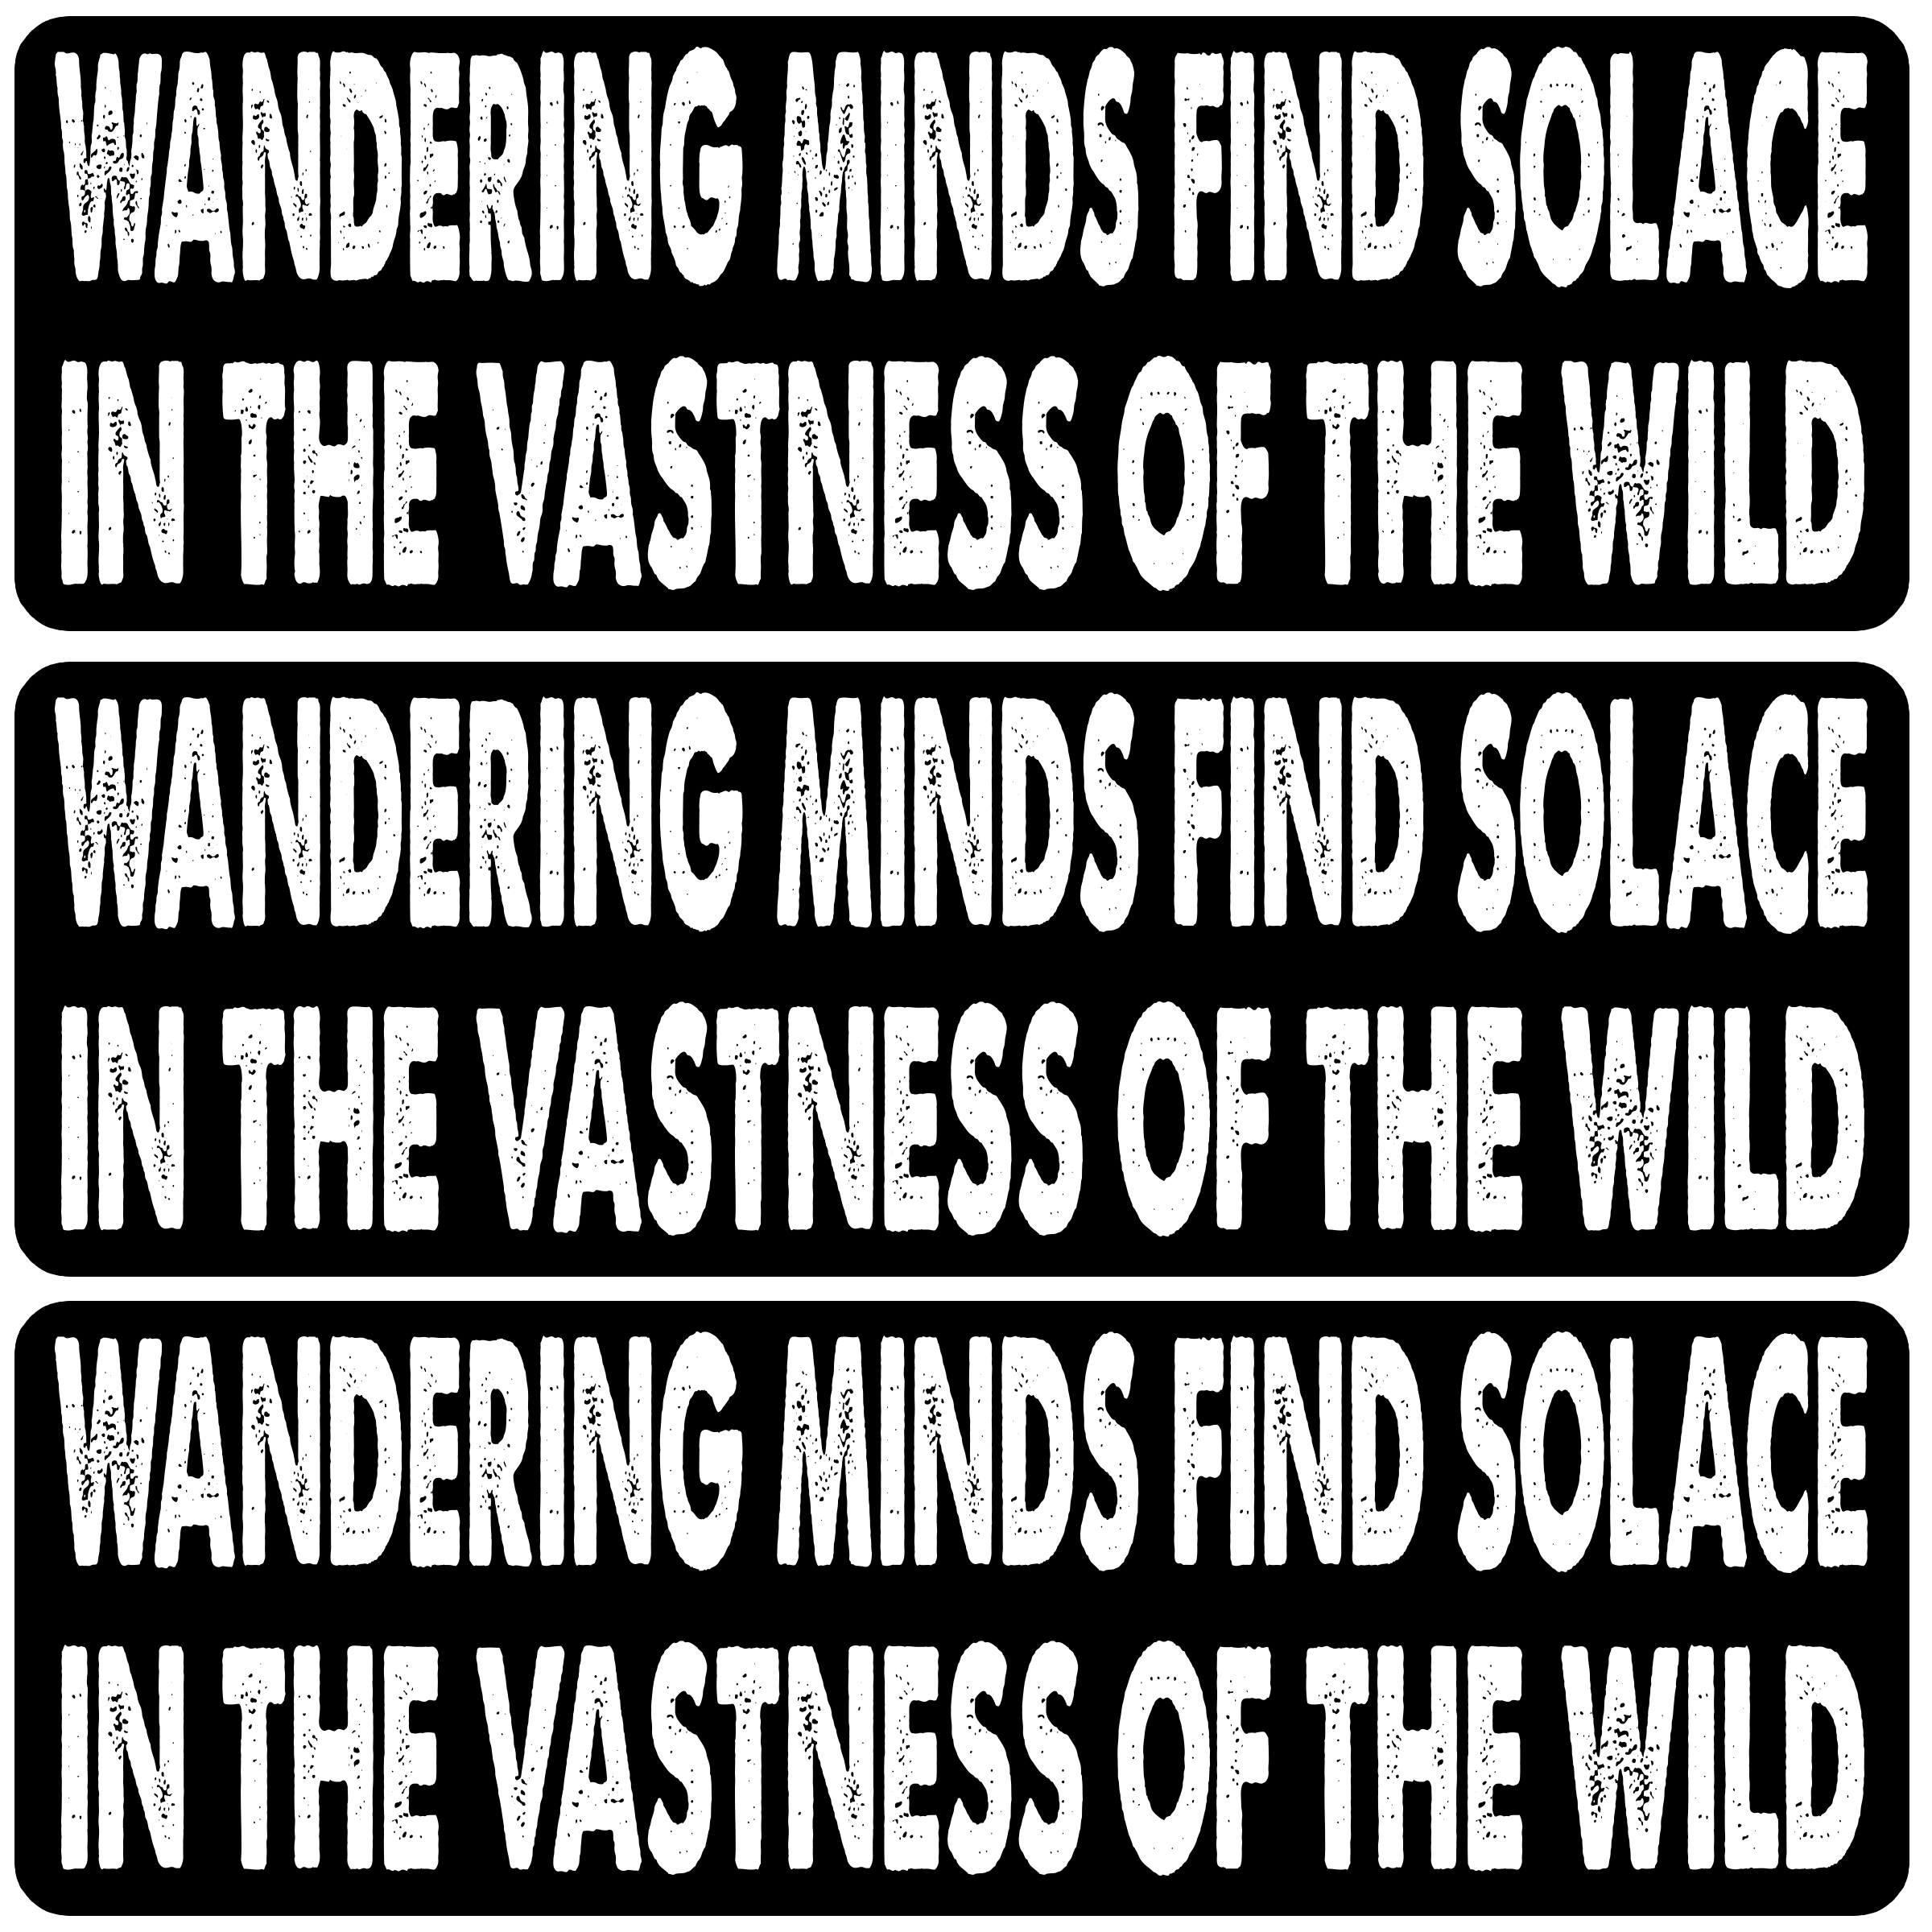 WANDERING MINDS FIND SOLACE
IN THE VASTNESS OF THE WILD
WANDERING MINDS FIND SOLACE
IN THE VASTNESS OF THE WILD
WANDERING MINDS FIND SOLACE
IN THE VASTNESS OF THE WILD